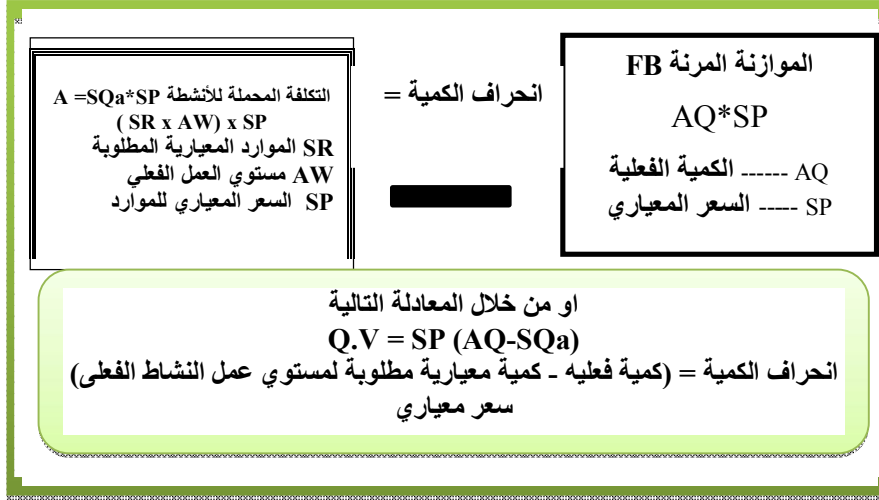 الموازنة المرنة FB
AQ*SP
AQ ------ الكمية الفعلية
SP ----- السعر المعياري
انحراف الكمية =
التكلفة المحملة للأنشطة A =SQa*SP
( SR x AW) x SP
SR الموارد المعيارية المطلوبة
AW مستوي العمل الفعلي
SP السعر المعياري للموارد
او من خلال المعادلة التالية
Q.V = SP (AQ-SQa)
انحراف الكمية = (كمية فعليه - كمية معيارية مطلوبة لمستوي عمل النشاط الفعلى)
سعر معياري